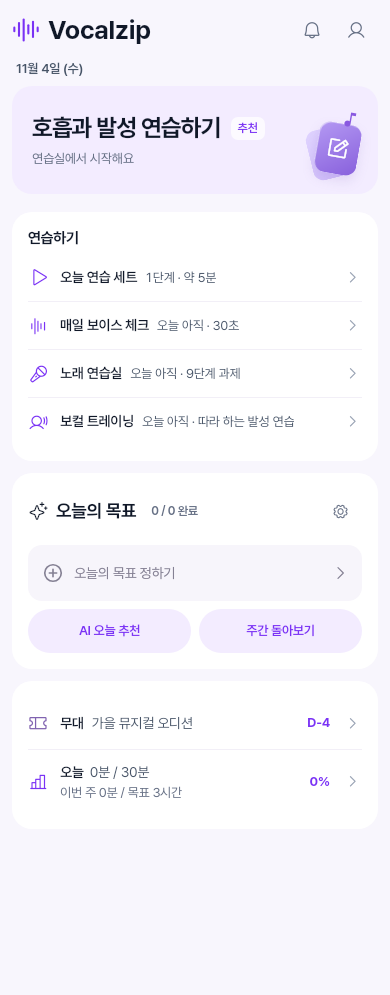 Vocalzip
11월 4일 (수)
호흡과 발성 연습하기 추천
연습실에서 시작해요
연습하기
오늘 연습 세트 1단계 · 약 5분
매일 보이스 체크 오늘 아직 · 30초
노래 연습실 오늘 아직 · 9단계 과제
보컬 트레이닝 오늘 아직 · 따라 하는 발성 연습
오늘의 목표 0 / 0 완료
오늘의 목표 정하기
AI 오늘 추천 주간 돌아보기
무대 가을 뮤지컬 오디션 D-4
오늘 0분 / 30분 0%
이번 주 0분 / 목표 3시간